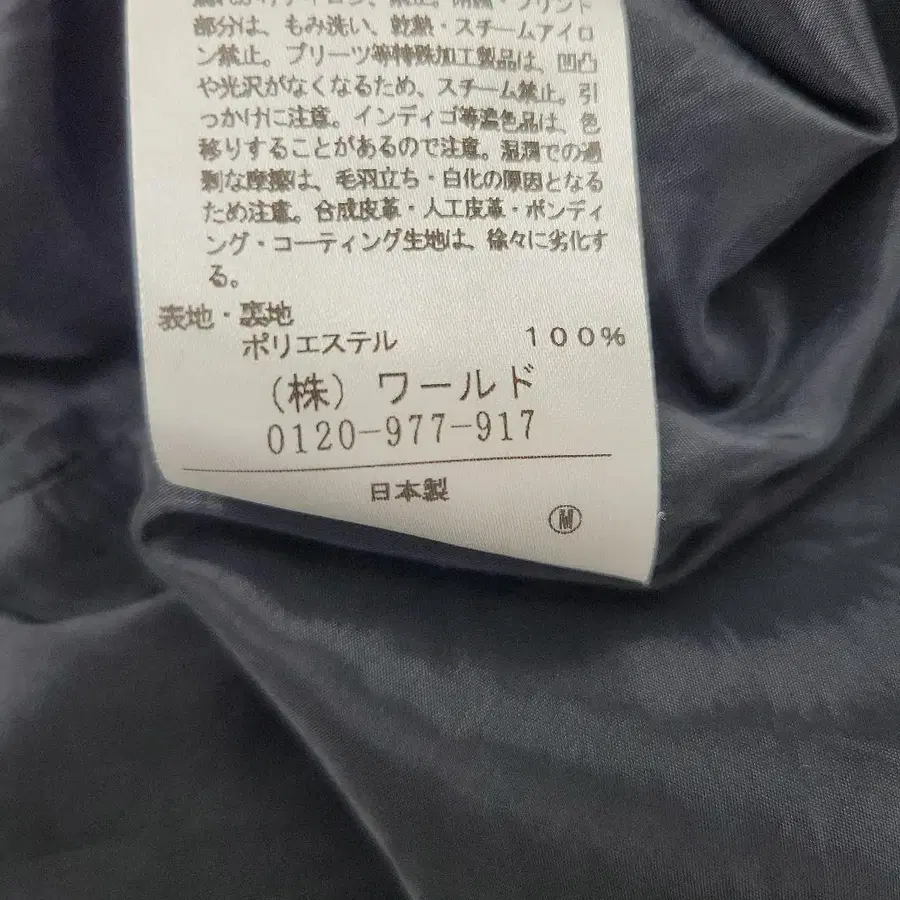 禁止。
・プリント
部分は、もみ洗い、乾熱・スチームアイロ
ン禁止。プリーツ等特殊加工製品は、凹凸
や光沢がなくなるため、スチーム禁止。引
っかけに注意。インディゴ等濃色品は、色
移りすることがあるので注意。湿潤での過
剰な摩擦は、毛羽立ち・白化の原因となる
ため注意。合成皮革・人工皮革・ボンディ
ング・コーティング生地は、徐々に劣化す
る。
表地・裏地
ポリエステル 100%
(株)ワールド
0120-977-917
日本製
M